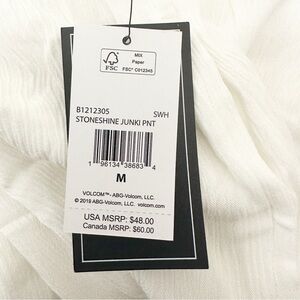 FSC
MIX
Paper
FSC® C012345
B1212305 SWH
STONESHINE JUNKI PNT
1 96134 38683 4
M
VOLCOM™- ABG-Volcom, LLC.
© 2019 ABG-Volcom, LLC. volcom.com
USA MSRP: $48.00
Canada MSRP: $60.00